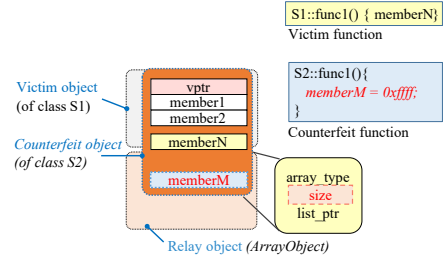 S1::func1() { memberN}
Victim function
S2::func1(){
memberM = 0xffff;
}
Counterfeit function
Victim object
(of class S1)
Counterfeit object
(of class S2)
vptr
member1
member2
memberN
memberM
array_type
size
list_ptr
Relay object (ArrayObject)